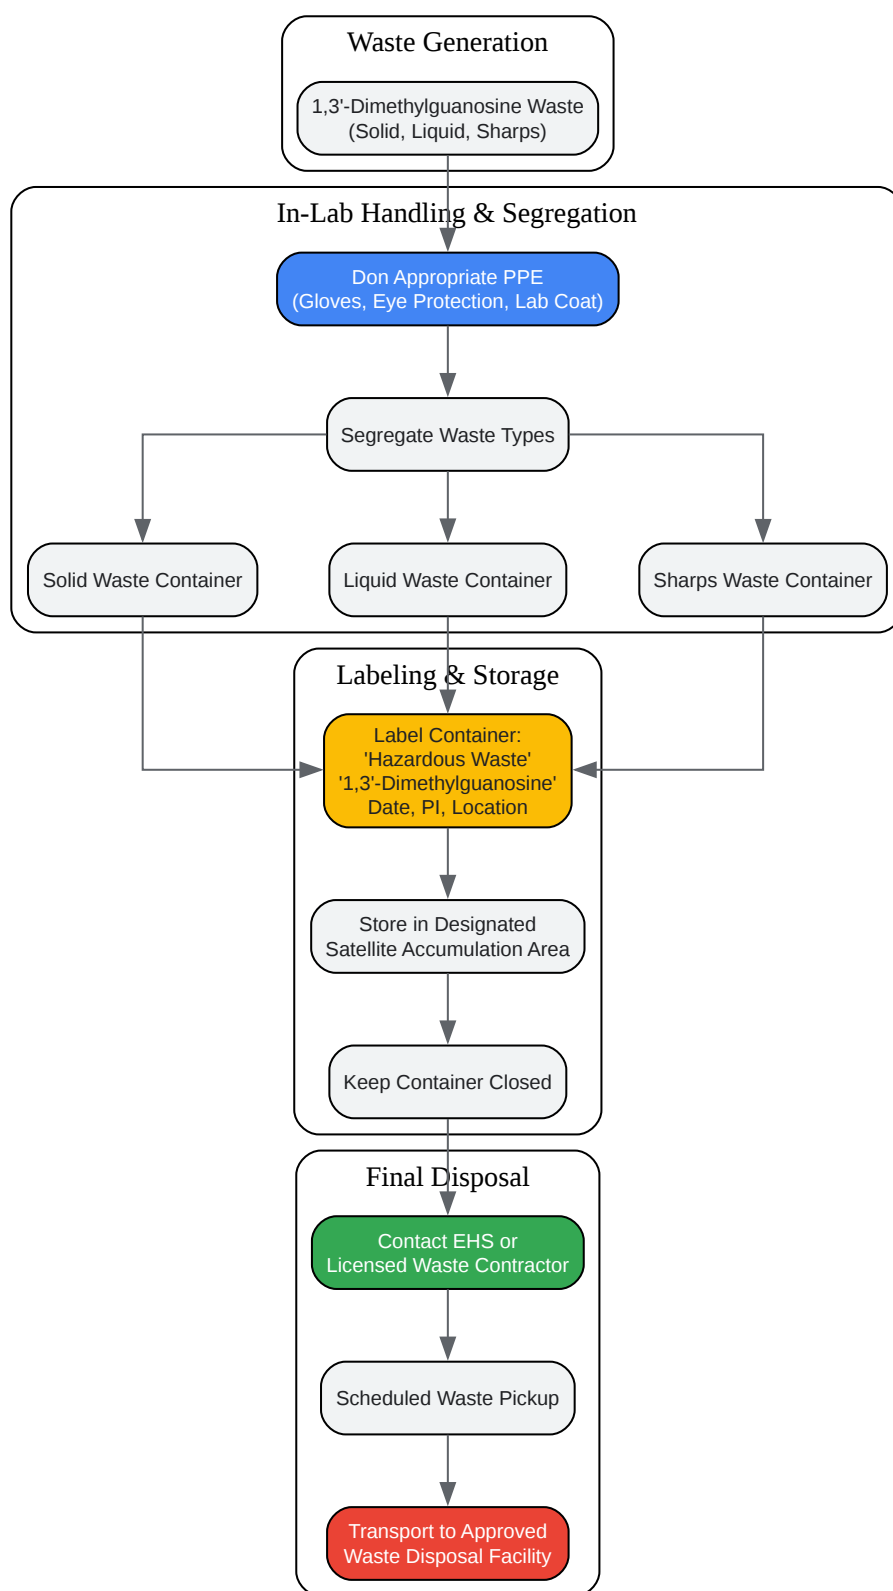 Waste Generation
1,3'-Dimethylguanosine Waste
(Solid, Liquid, Sharps)
In-Lab Handling & Segregation
Don Appropriate PPE
(Gloves, Eye Protection, Lab Coat)
Segregate Waste Types
Solid Waste Container
Liquid Waste Container
Sharps Waste Container
Labeling & Storage
Label Container:
'Hazardous Waste'
'1,3'-Dimethylguanosine'
Date, PI, Location
Store in Designated
Satellite Accumulation Area
Keep Container Closed
Final Disposal
Contact EHS or
Licensed Waste Contractor
Scheduled Waste Pickup
Transport to Approved
Waste Disposal Facility